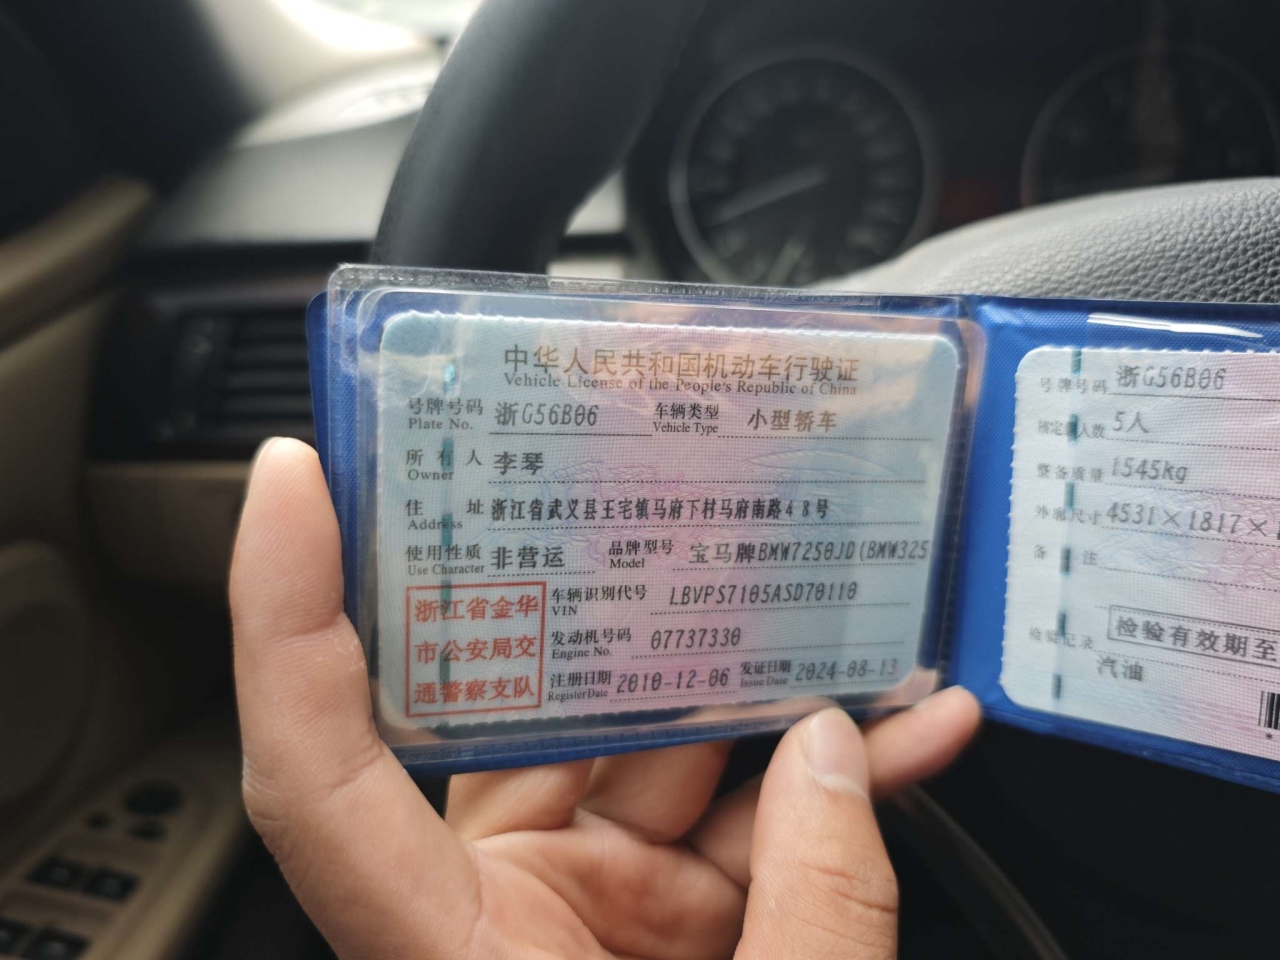 中华人民共和国机动车行驶证
Vehicle License of the People's Republic of China
号牌号码 浙G56B06 车辆类型 小型轿车
Plate No. Vehicle Type
所有人 李琴
Owner
住址 浙江省武义县王宅镇马府下村马府南路48号
Address
使用性质 非营运 品牌型号 宝马牌BMW7250JD(BMW325
Use Character Model
浙江省金华
市公安局交
通警察支队
车辆识别代号 LBVPS7105ASD70110
VIN
发动机号码 07737330
Engine No.
注册日期 2010-12-06 发证日期 2024-08-13
Register Date Issue Date
号牌号码 浙G56B06
核定载人数 5人
整备质量 1545kg
外廓尺寸 4531×1817×
备注
检验有效期至
检验记录
汽油